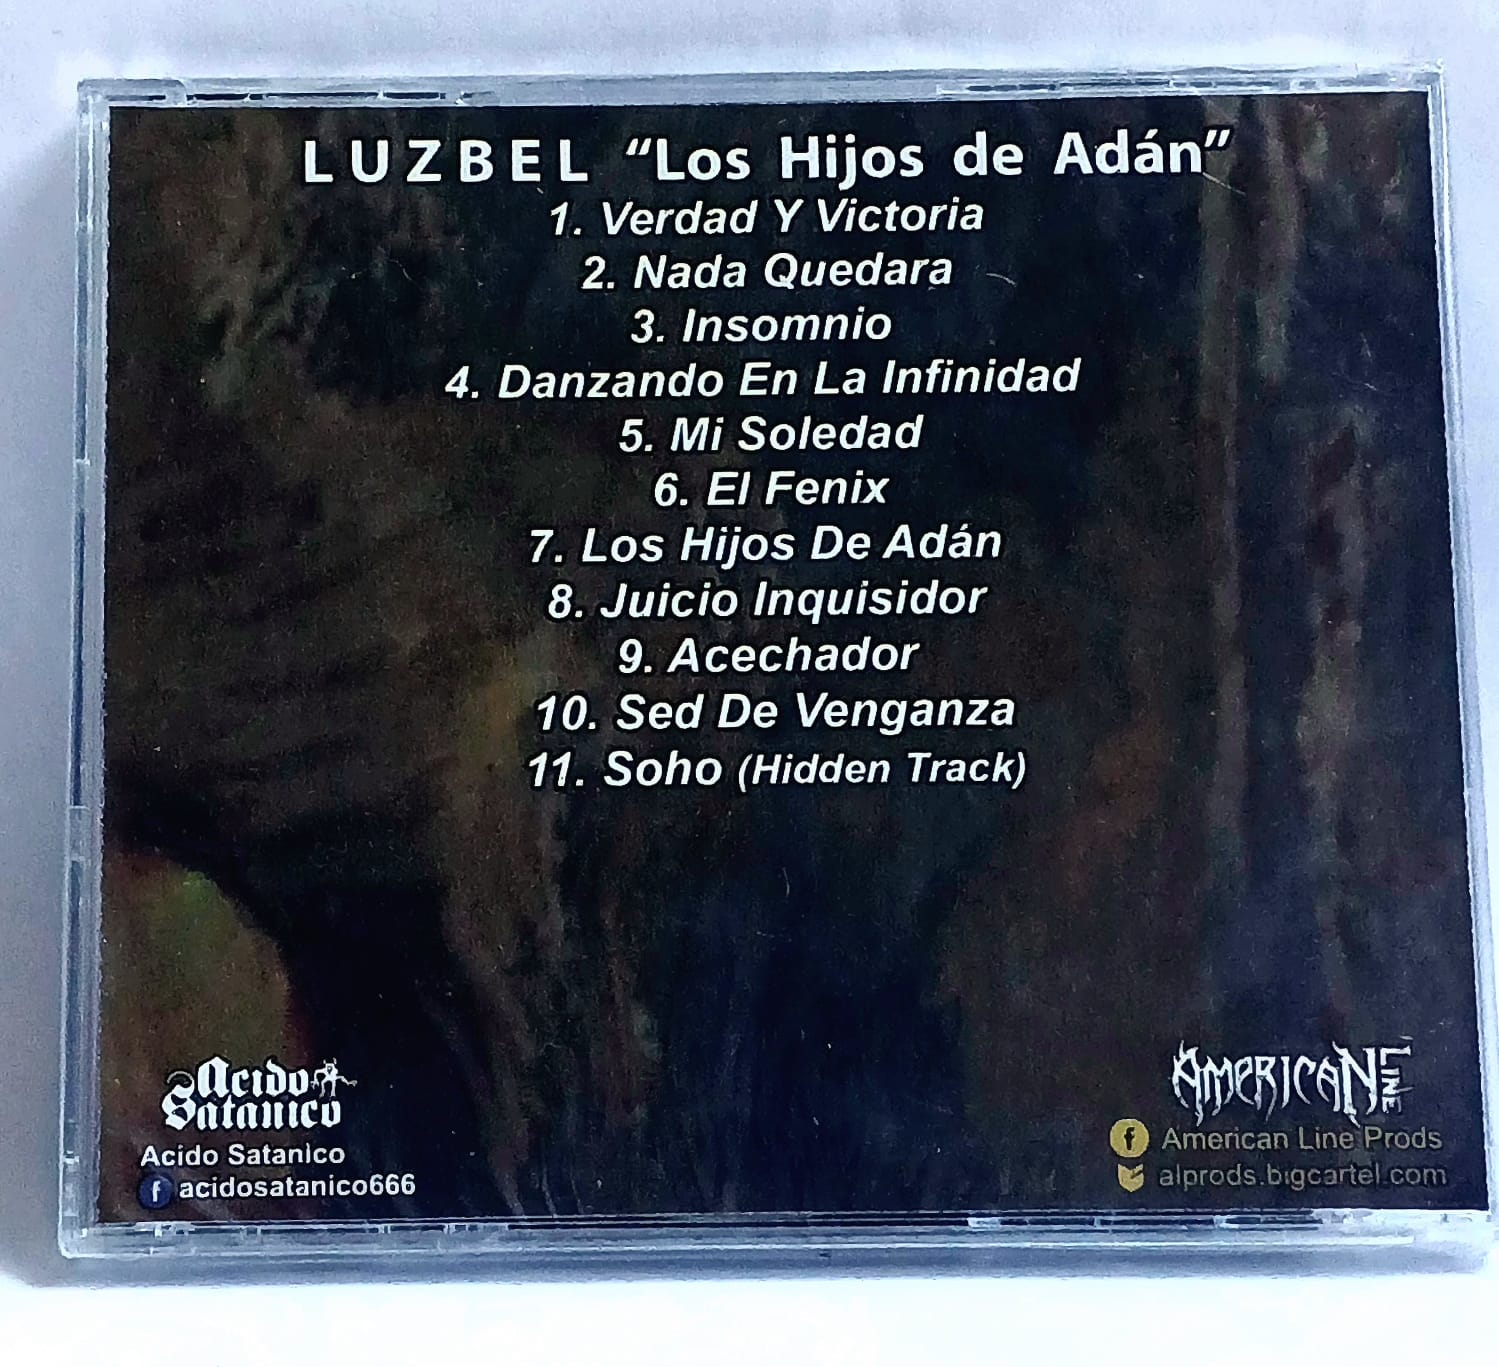 LUZBEL "Los Hijos de Adán"
1. Verdad Y Victoria
2. Nada Quedara
3. Insomnio
4. Danzando En La Infinidad
5. Mi Soledad
6. El Fenix
7. Los Hijos De Adán
8. Juicio Inquisidor
9. Acechador
10. Sed De Venganza
11. Soho (Hidden Track)
Acido
Satanico
Acido Satanico
f acidosatanico666
AMERICAN LINE
f American Line Prods
alprods.bigcartel.com